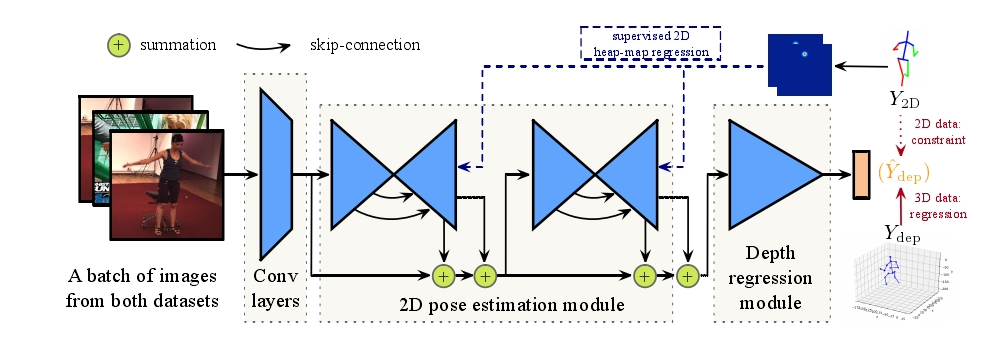 summation
skip-connection
supervised 2D
heap-map regression
Y2D
2D data:
constraint
(Ŷdep)
3D data:
regression
Ydep
A batch of images
from both datasets
Conv
layers
2D pose estimation module
Depth
regression
module
+
+
+
+
+